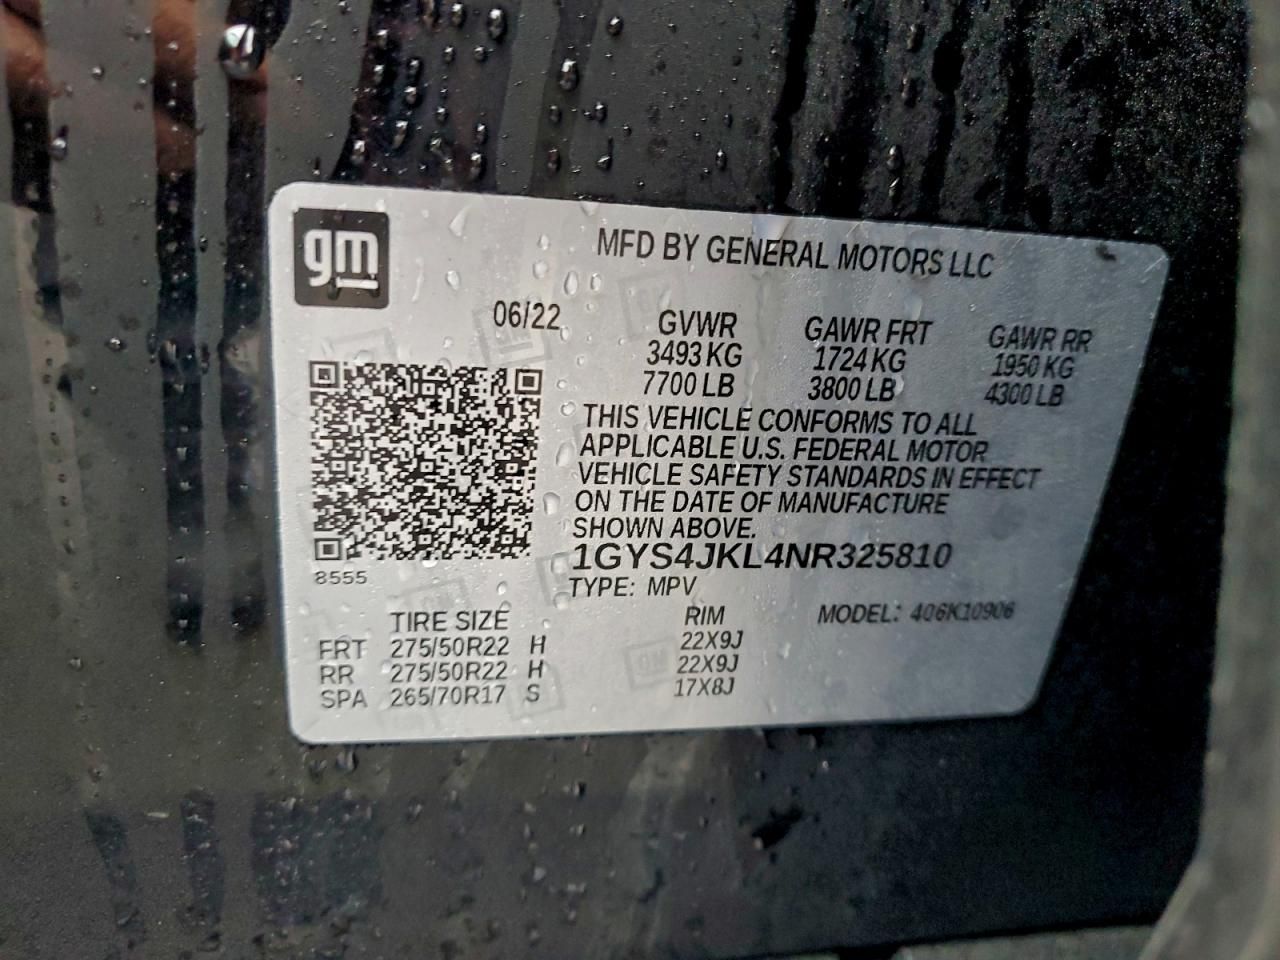 gm
MFD BY GENERAL MOTORS LLC
06/22
GVWR GAWR FRT GAWR RR
3493 KG 1724 KG 1950 KG
7700 LB 3800 LB 4300 LB
THIS VEHICLE CONFORMS TO ALL
APPLICABLE U.S. FEDERAL MOTOR
VEHICLE SAFETY STANDARDS IN EFFECT
ON THE DATE OF MANUFACTURE
SHOWN ABOVE.
1GYS4JKL4NR325810
8555
TYPE: MPV
MODEL: 406K10906
TIRE SIZE RIM
FRT 275/50R22 H 22X9J
RR 275/50R22 H 22X9J
SPA 265/70R17 S 17X8J